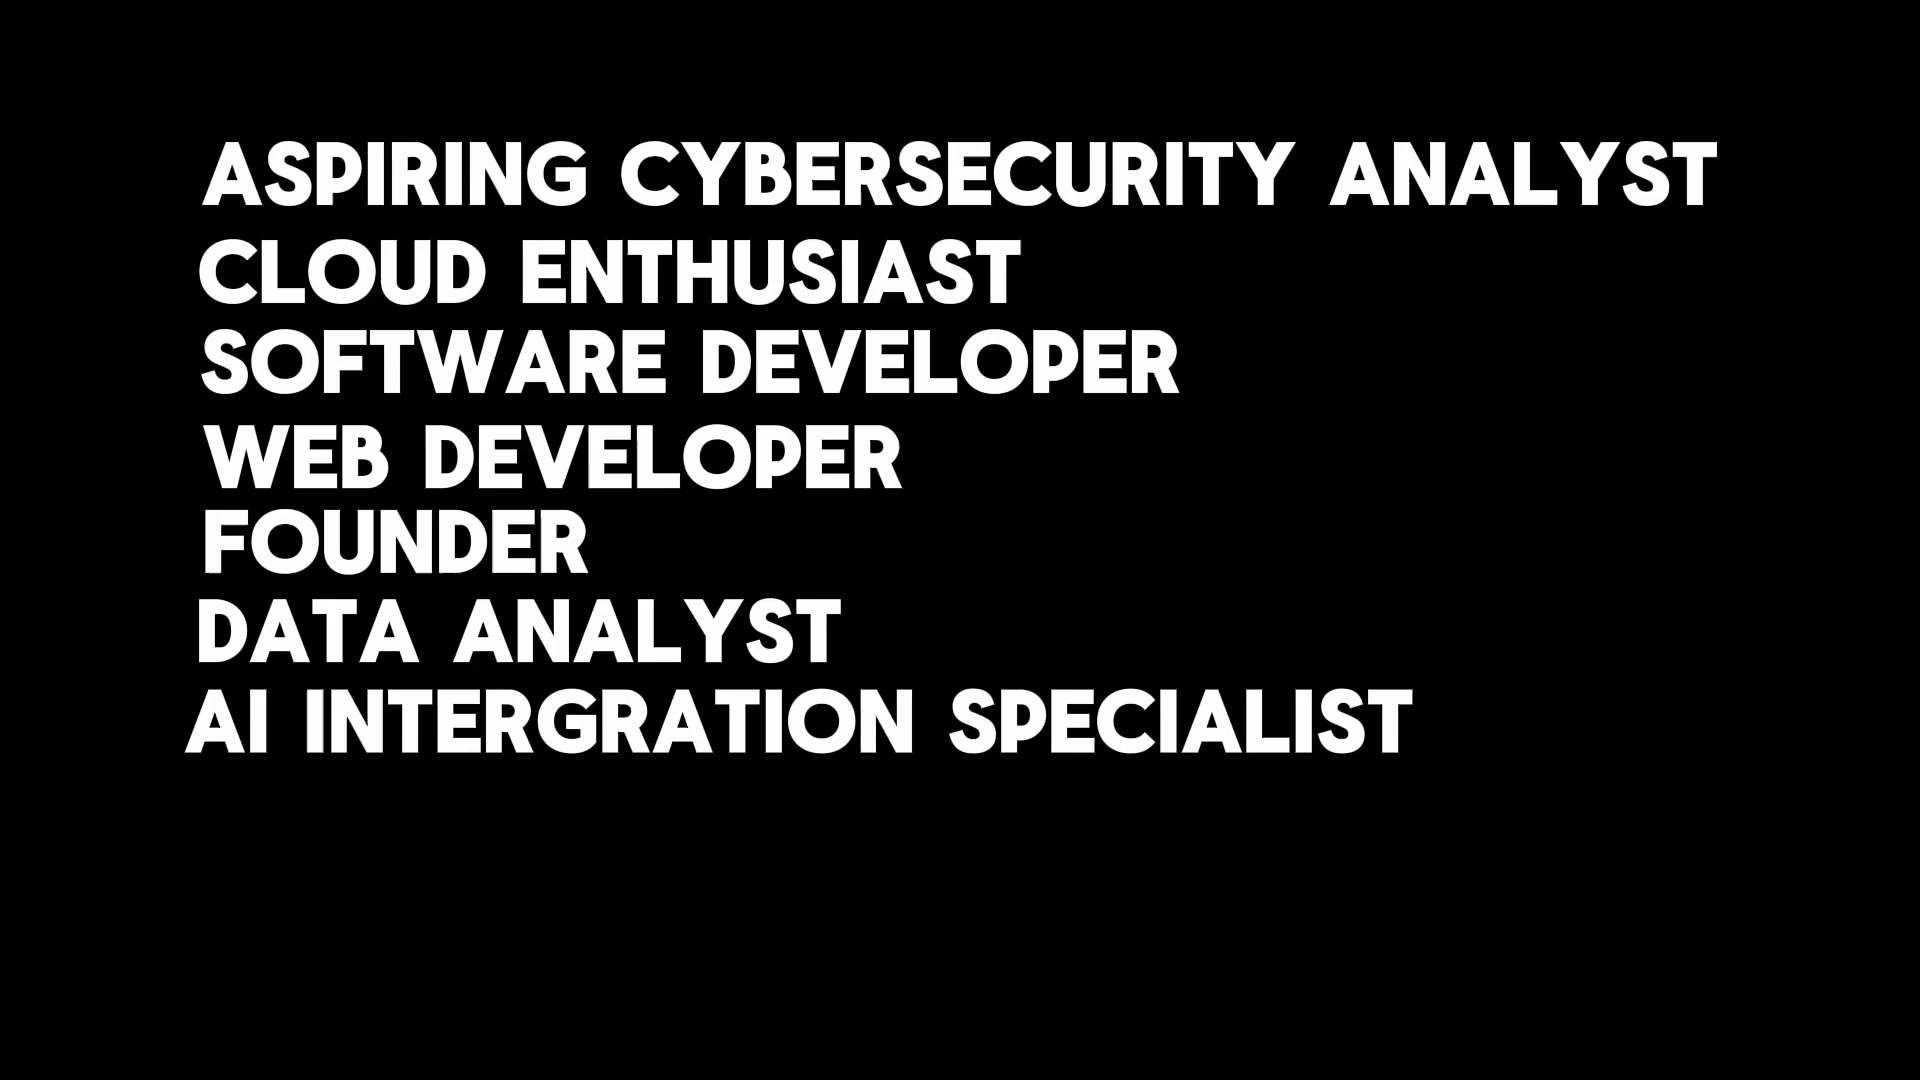 ASPIRING CYBERSECURITY ANALYST
CLOUD ENTHUSIAST
SOFTWARE DEVELOPER
WEB DEVELOPER
FOUNDER
DATA ANALYST
AI INTERGRATION SPECIALIST